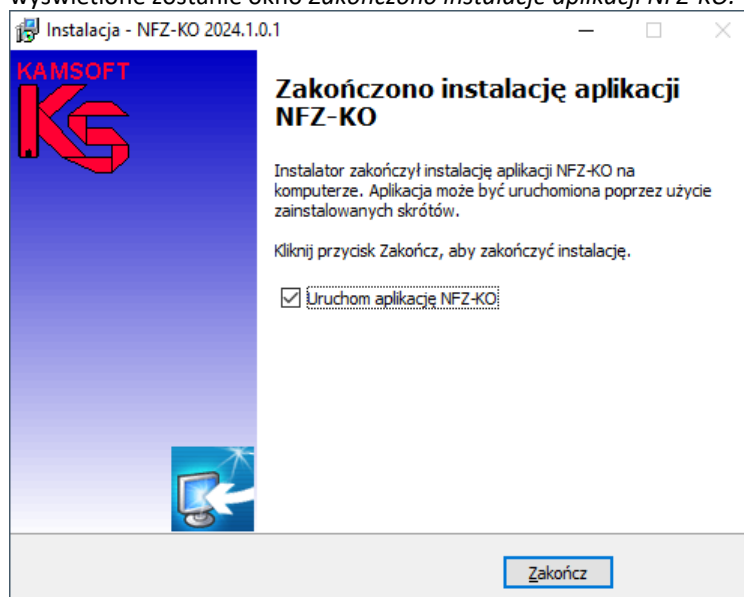 wyświetlone zostanie okno Zakończono instalację aplikacji NFZ-KO.
Instalacja - NFZ-KO 2024.1.0.1
KAMSOFT
KS
Zakończono instalację aplikacji
NFZ-KO
Instalator zakończył instalację aplikacji NFZ-KO na
komputerze. Aplikacja może być uruchomiona poprzez użycie
zainstalowanych skrótów.
Kliknij przycisk Zakończ, aby zakończyć instalację.
Uruchom aplikację NFZ-KO
Zakończ